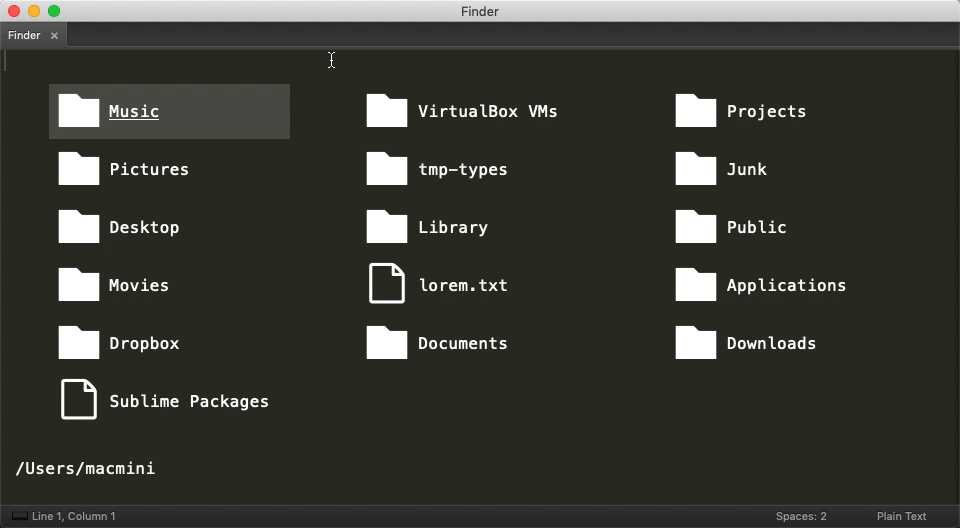 Finder
Finder ×
Music VirtualBox VMs Projects
Pictures tmp-types Junk
Desktop Library Public
Movies lorem.txt Applications
Dropbox Documents Downloads
Sublime Packages
/Users/macmini
Line 1, Column 1 Spaces: 2 Plain Text